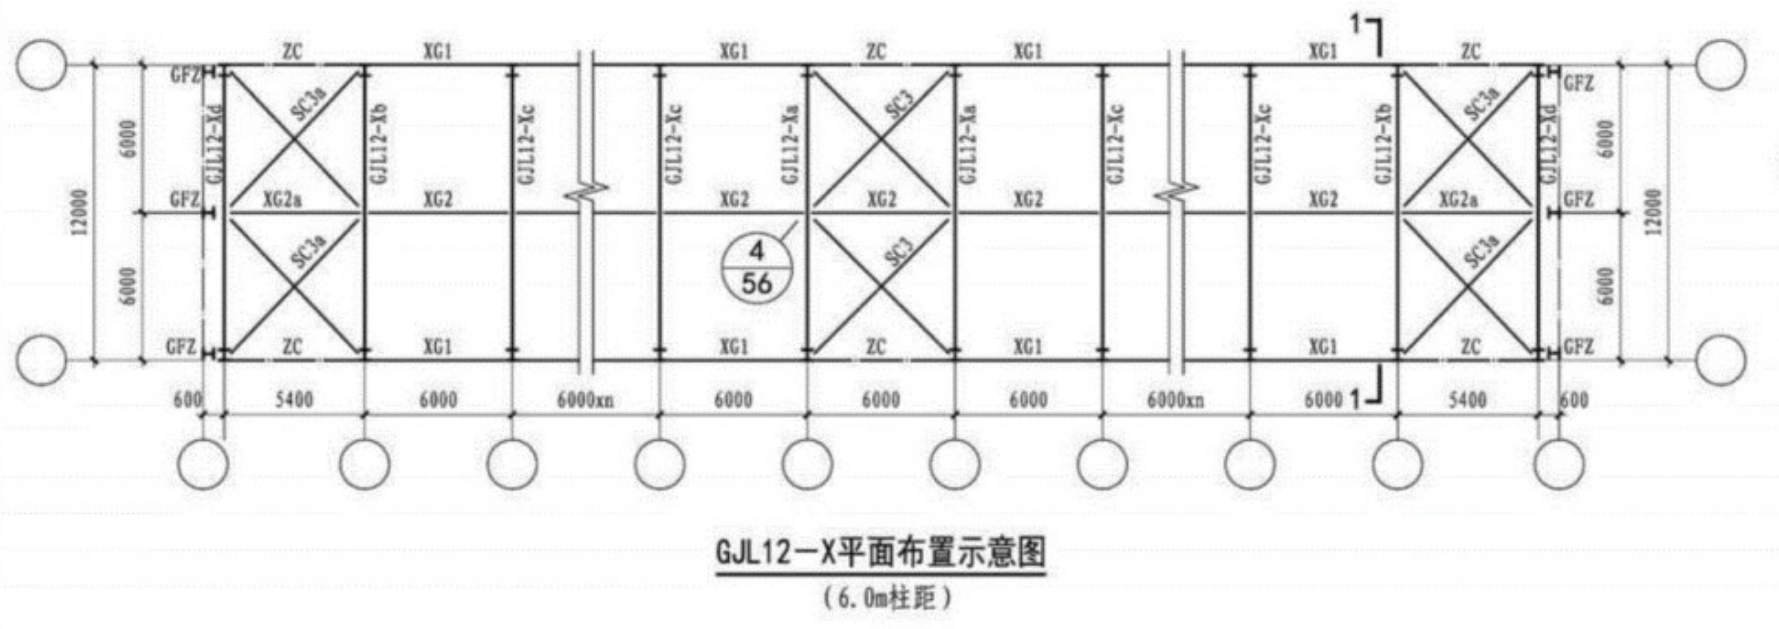 1
ZC XG1 XG1 ZC XG1 XG1 ZC
GFZ GFZ
SC3a SC3 SC3a
GJL12-Xd GJL12-Xb GJL12-Xc GJL12-Xc GJL12-Xa GJL12-Xa GJL12-Xc GJL12-Xc GJL12-Xb GJL12-Xd
6000 6000
GFZ XG2a XG2 XG2 XG2 XG2 XG2 XG2a GFZ
12000 12000
SC3a SC3 SC3a
4
56
6000 6000
GFZ ZC XG1 XG1 ZC XG1 XG1 ZC GFZ
600 5400 6000 6000xn 6000 6000 6000 6000xn 6000 1 5400 600
GJL12-X平面布置示意图
(6.0m柱距)